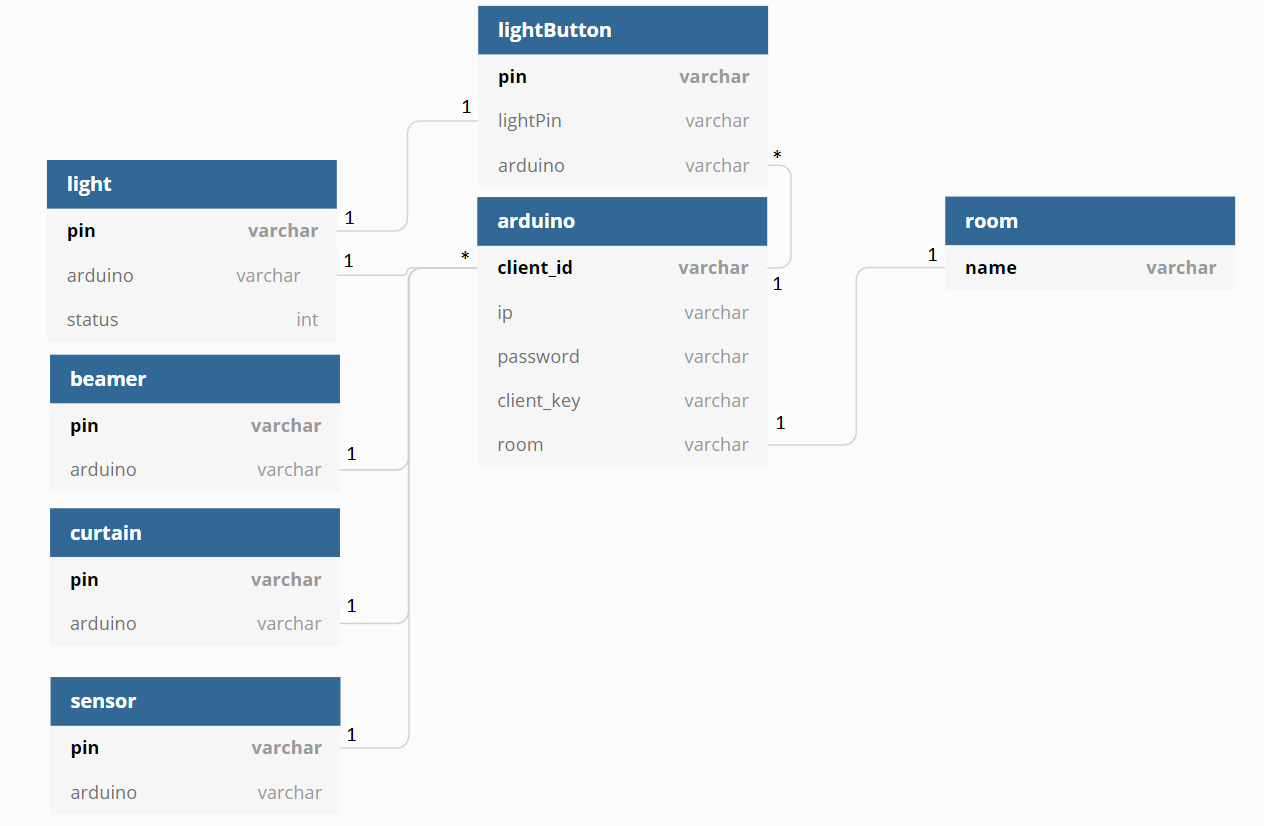 lightButton
pin varchar
lightPin varchar
arduino varchar
1
*
light
pin varchar
arduino varchar
status int
1
1
*
arduino
client_id varchar
ip varchar
password varchar
client_key varchar
room varchar
1
1
1
room
name varchar
beamer
pin varchar
arduino varchar
1
curtain
pin varchar
arduino varchar
1
sensor
pin varchar
arduino varchar
1